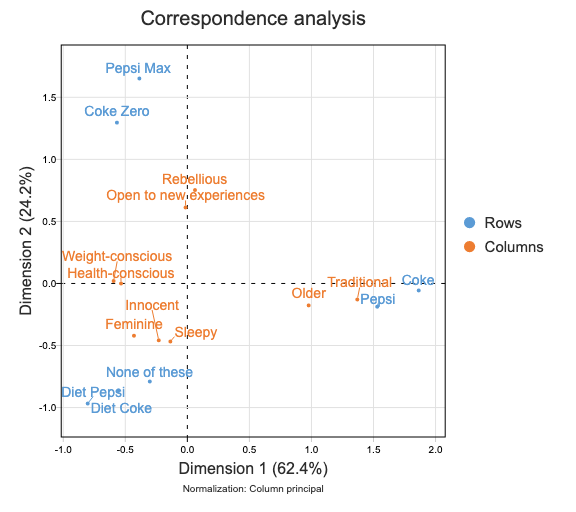 Correspondence analysis
Pepsi Max
Coke Zero
Rebellious
Open to new experiences
Weight-conscious
Health-conscious
Traditional
Coke
Older
Pepsi
Innocent
Feminine
Sleepy
None of these
Diet Pepsi
Diet Coke
Rows
Columns
Dimension 2 (24.2%)
1.5
1.0
0.5
0.0
-0.5
-1.0
-1.0 -0.5 0.0 0.5 1.0 1.5 2.0
Dimension 1 (62.4%)
Normalization: Column principal